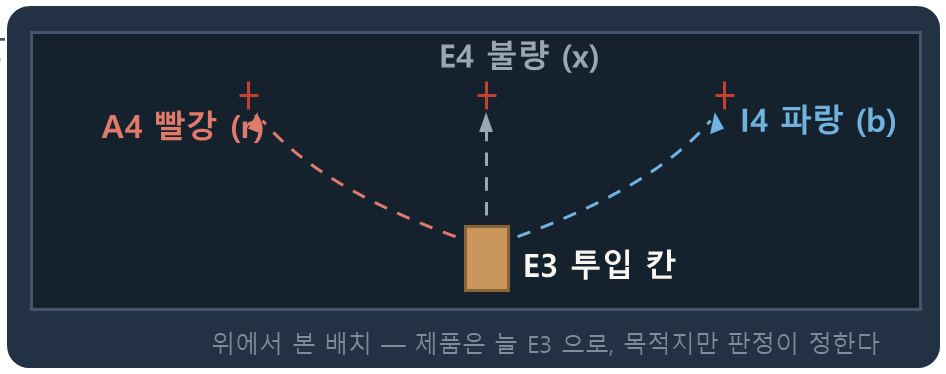 E4 불량 (x)
A4 빨강 (r)
I4 파랑 (b)
E3 투입 칸
위에서 본 배치 — 제품은 늘 E3 으로, 목적지만 판정이 정한다